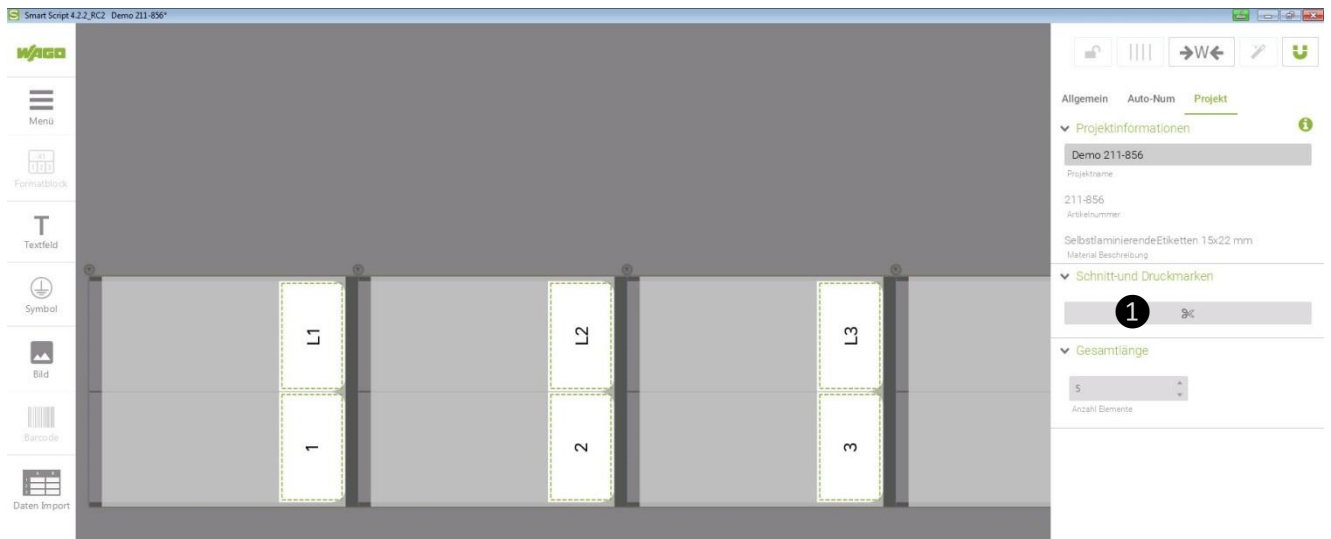 Smart Script 4.2.2_RC2 Demo 211-856*
WAGO
Menü
Formatblock
Textfeld
Symbol
Bild
Barcode
Daten Import
L1
L2
L3
1
2
3
→W←
Allgemein Auto-Num Projekt
Projektinformationen
Demo 211-856
Projektname
211-856
Artikelnummer
SelbstlaminierendeEtiketten 15x22 mm
Material Beschreibung
Schnitt-und Druckmarken
1
Gesamtlänge
5
Anzahl Elemente